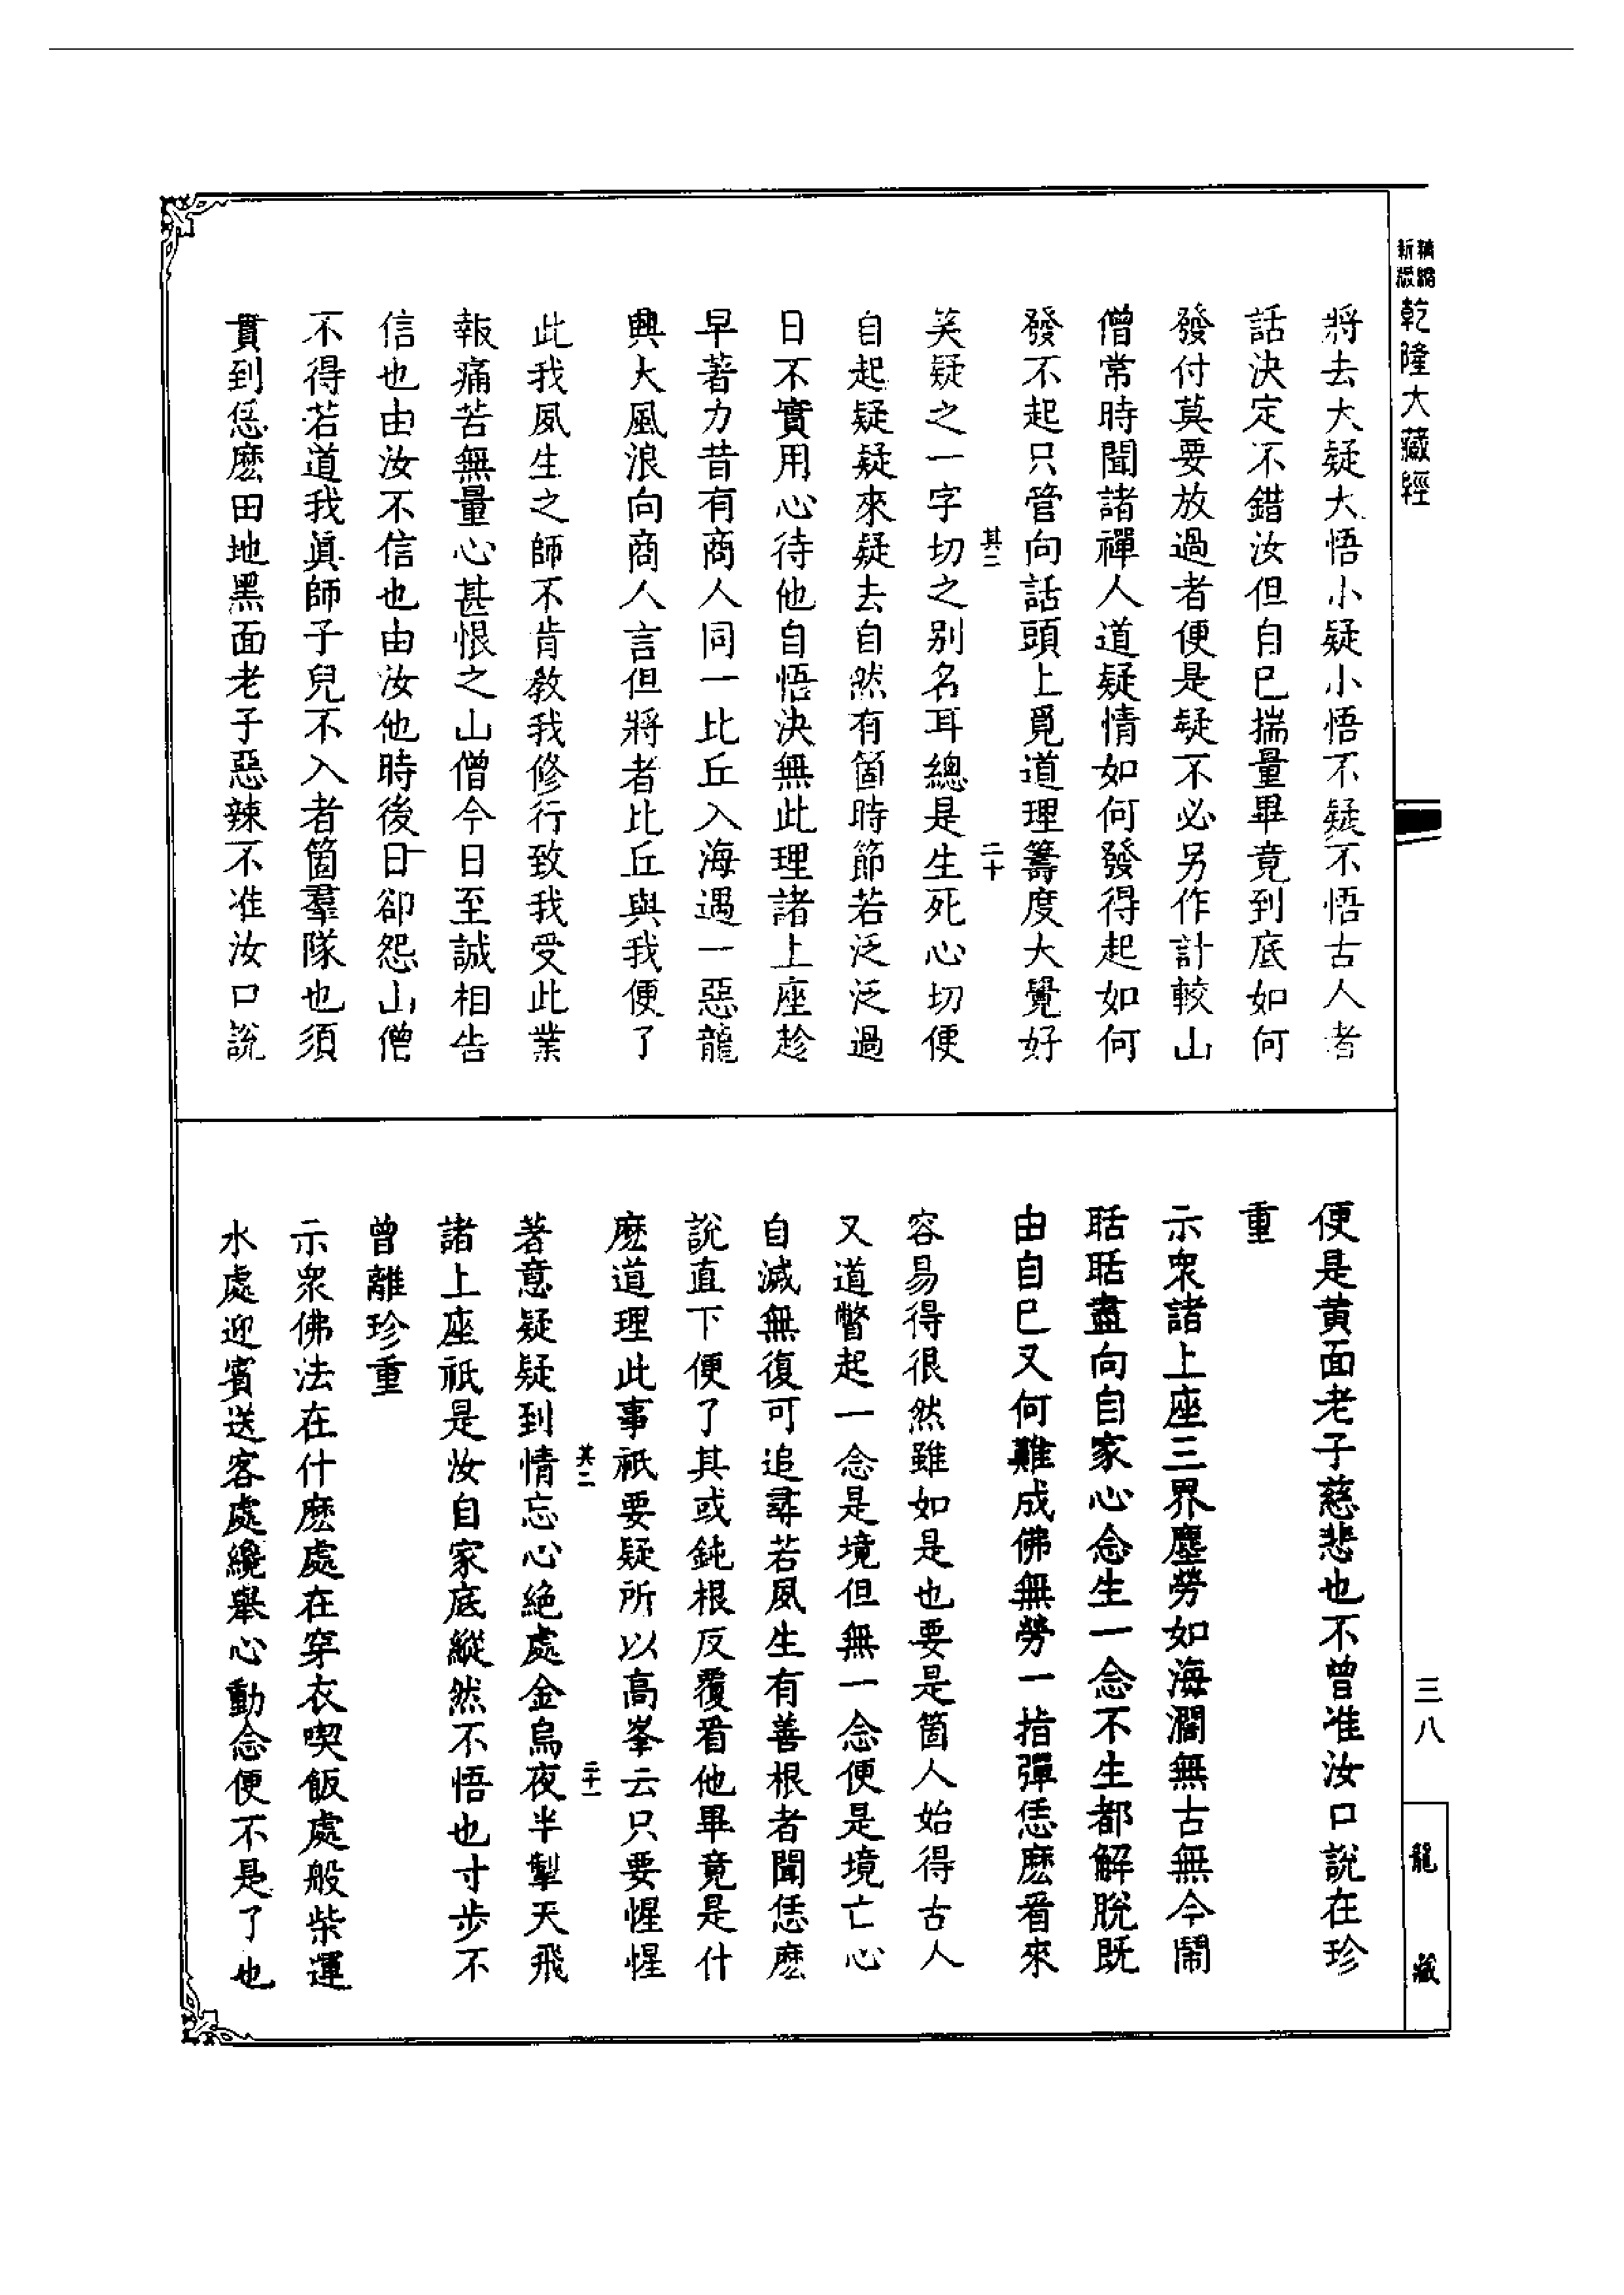 精縮
新版
乾隆大藏經
將去大疑大悟小疑小悟不疑不悟古人者
話決定不錯汝但自己揣量畢竟到底如何
發付莫要放過者便是疑不必另作計較山
僧常時聞諸禪人道疑情如何發得起如何
發不起只管向話頭上覓道理籌度大覺好
其二 二十
笑疑之一字切之別名耳總是生死心切便
自起疑疑來疑去自然有箇時節若泛泛過
日不實用心待他自悟決無此理諸上座趁
早著力昔有商人同一比丘入海遇一惡龍
興大風浪向商人言但將者比丘與我便了
此我夙生之師不肯教我修行致我受此業
報痛苦無量心甚恨之山僧今日至誠相告
信也由汝不信也由汝他時後日卻怨山僧
不得若道我真師子兒不入者箇羣隊也須
實到恁麼田地黑面老子惡辣不准汝口說
便是黃面老子慈悲也不曾准汝口說在珍
重
示衆諸上座三界塵勞如海濶無古無今鬧
聒聒盡向自家心念生一念不生都解脫既
由自己又何難成佛無勞一指彈恁麼看來
容易得很然雖如是也要是箇人始得古人
又道瞥起一念是境但無一念便是境亡心
自滅無復可追尋若夙生有善根者聞恁麼
說直下便了其或鈍根反覆看他畢竟是什
麼道理此事祇要疑所以高峯云只要惺惺
其二 二十一
著意疑疑到情忘心絕處金烏夜半掣天飛
諸上座祇是汝自家底縱然不悟也寸步不
曾離珍重
示衆佛法在什麼處在穿衣喫飯處般柴運
水處迎賓送客處纔舉心動念便不是了也
三八
龍藏